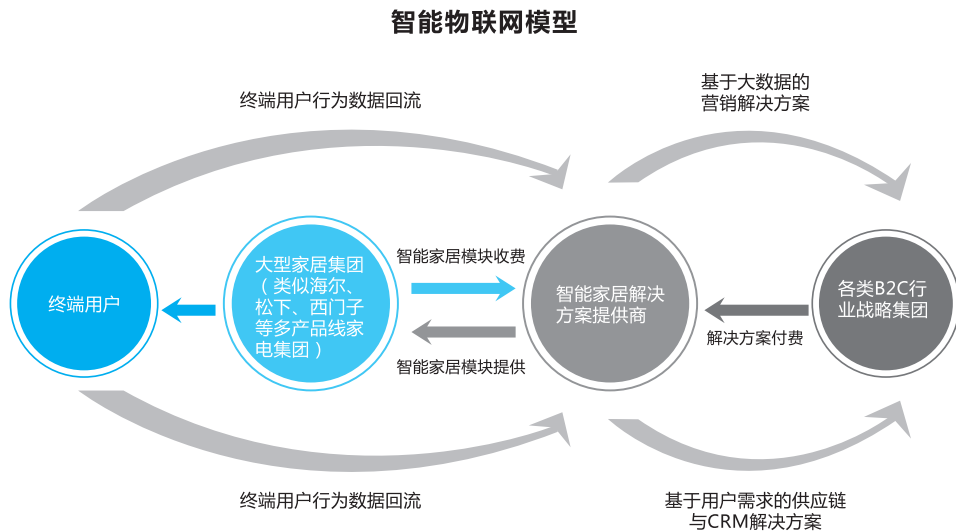 智能物联网模型
终端用户行为数据回流
基于大数据的
营销解决方案
终端用户
大型家居集团
（类似海尔、
松下、西门子
等多产品线家
电集团）
智能家居模块收费
智能家居模块提供
智能家居解决
方案提供商
解决方案付费
各类B2C行
业战略集团
终端用户行为数据回流
基于用户需求的供应链
与CRM解决方案